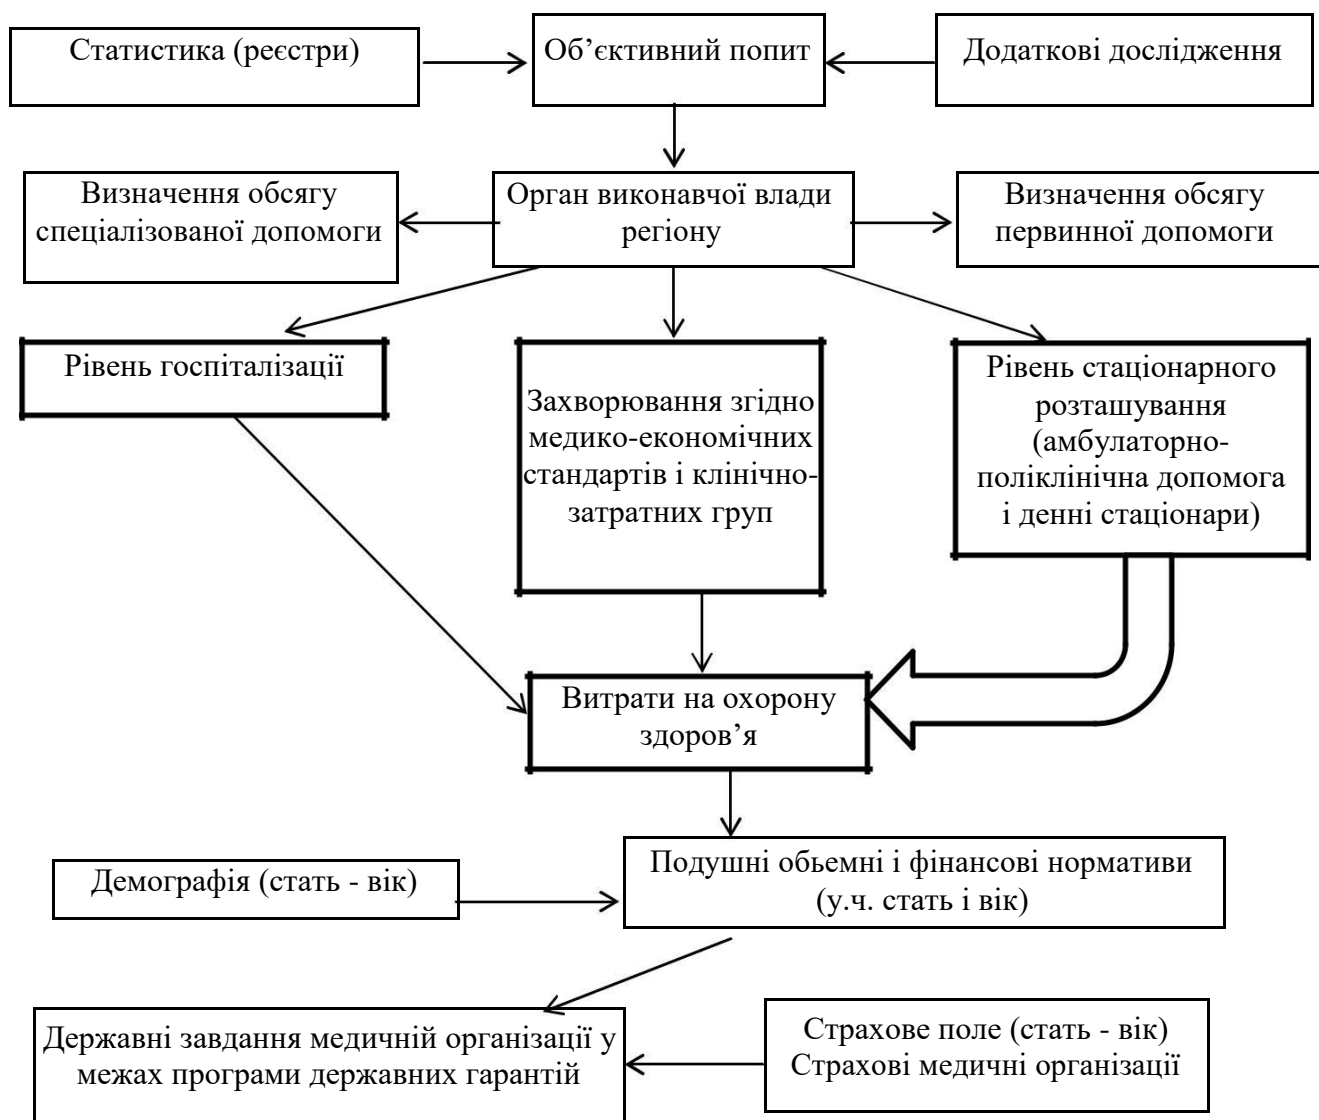 Статистика (реєстри)
Об’єктивний попит
Додаткові дослідження
Визначення обсягу
спеціалізованої допомоги
Орган виконавчої влади
регіону
Визначення обсягу
первинної допомоги
Рівень госпіталізації
Захворювання згідно
медико-економічних
стандартів і клінічно-
затратних груп
Рівень стаціонарного
розташування
(амбулаторно-
поліклінічна допомога
і денні стаціонари)
Витрати на охорону
здоров’я
Демографія (стать - вік)
Подушні обьемні і фінансові нормативи
(у.ч. стать і вік)
Державні завдання медичній організації у
межах програми державних гарантій
Страхове поле (стать - вік)
Страхові медичні організації